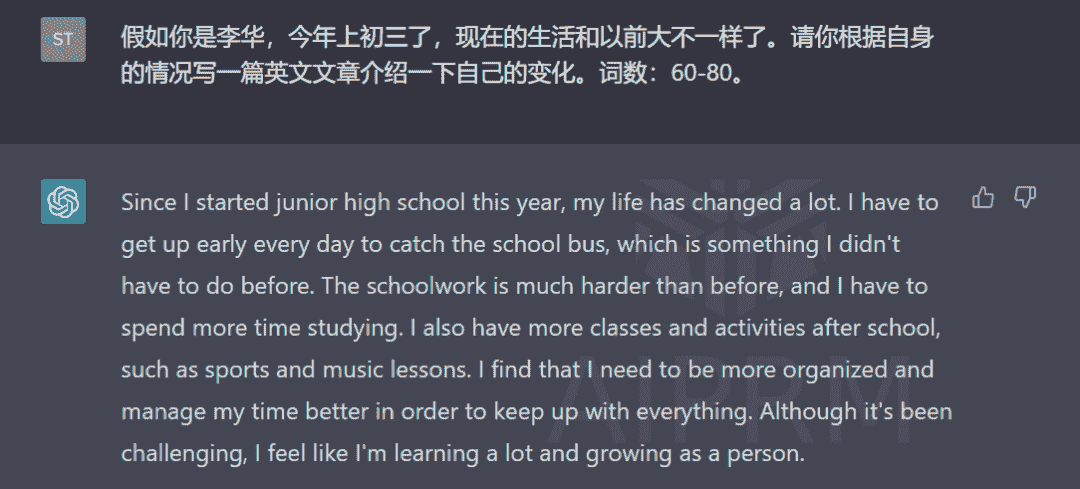 ST
假如你是李华，今年上初三了，现在的生活和以前大不一样了。请你根据自身
的情况写一篇英文文章介绍一下自己的变化。词数：60-80。
Since I started junior high school this year, my life has changed a lot. I have to
get up early every day to catch the school bus, which is something I didn't
have to do before. The schoolwork is much harder than before, and I have to
spend more time studying. I also have more classes and activities after school,
such as sports and music lessons. I find that I need to be more organized and
manage my time better in order to keep up with everything. Although it's been
challenging, I feel like I'm learning a lot and growing as a person.
AIPRM